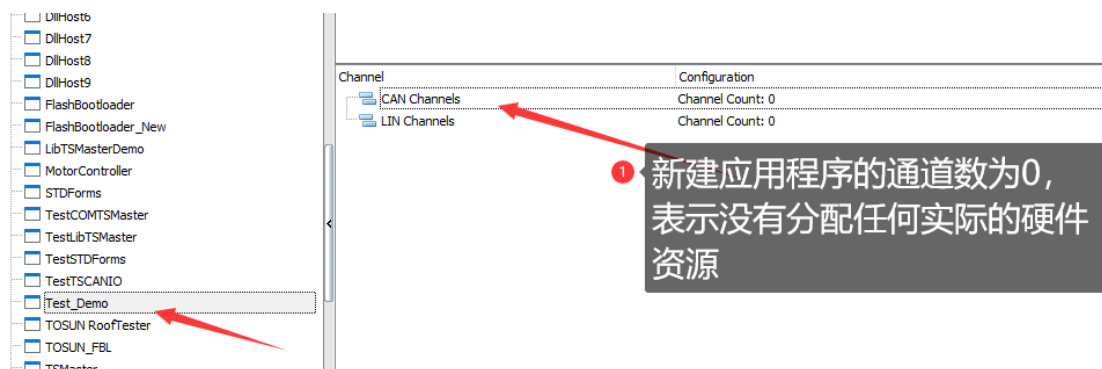 DllHost6
DllHost7
DllHost8
DllHost9
FlashBootloader
FlashBootloader_New
LibTSMasterDemo
MotorController
STDForms
TestCOMTSMaster
TestLibTSMaster
TestSTDForms
TestTSCANIO
Test_Demo
TOSUN RoofTester
TOSUN_FBL
TSMaster
Channel Configuration
CAN Channels Channel Count: 0
LIN Channels Channel Count: 0
1 新建应用程序的通道数为0，
表示没有分配任何实际的硬件
资源